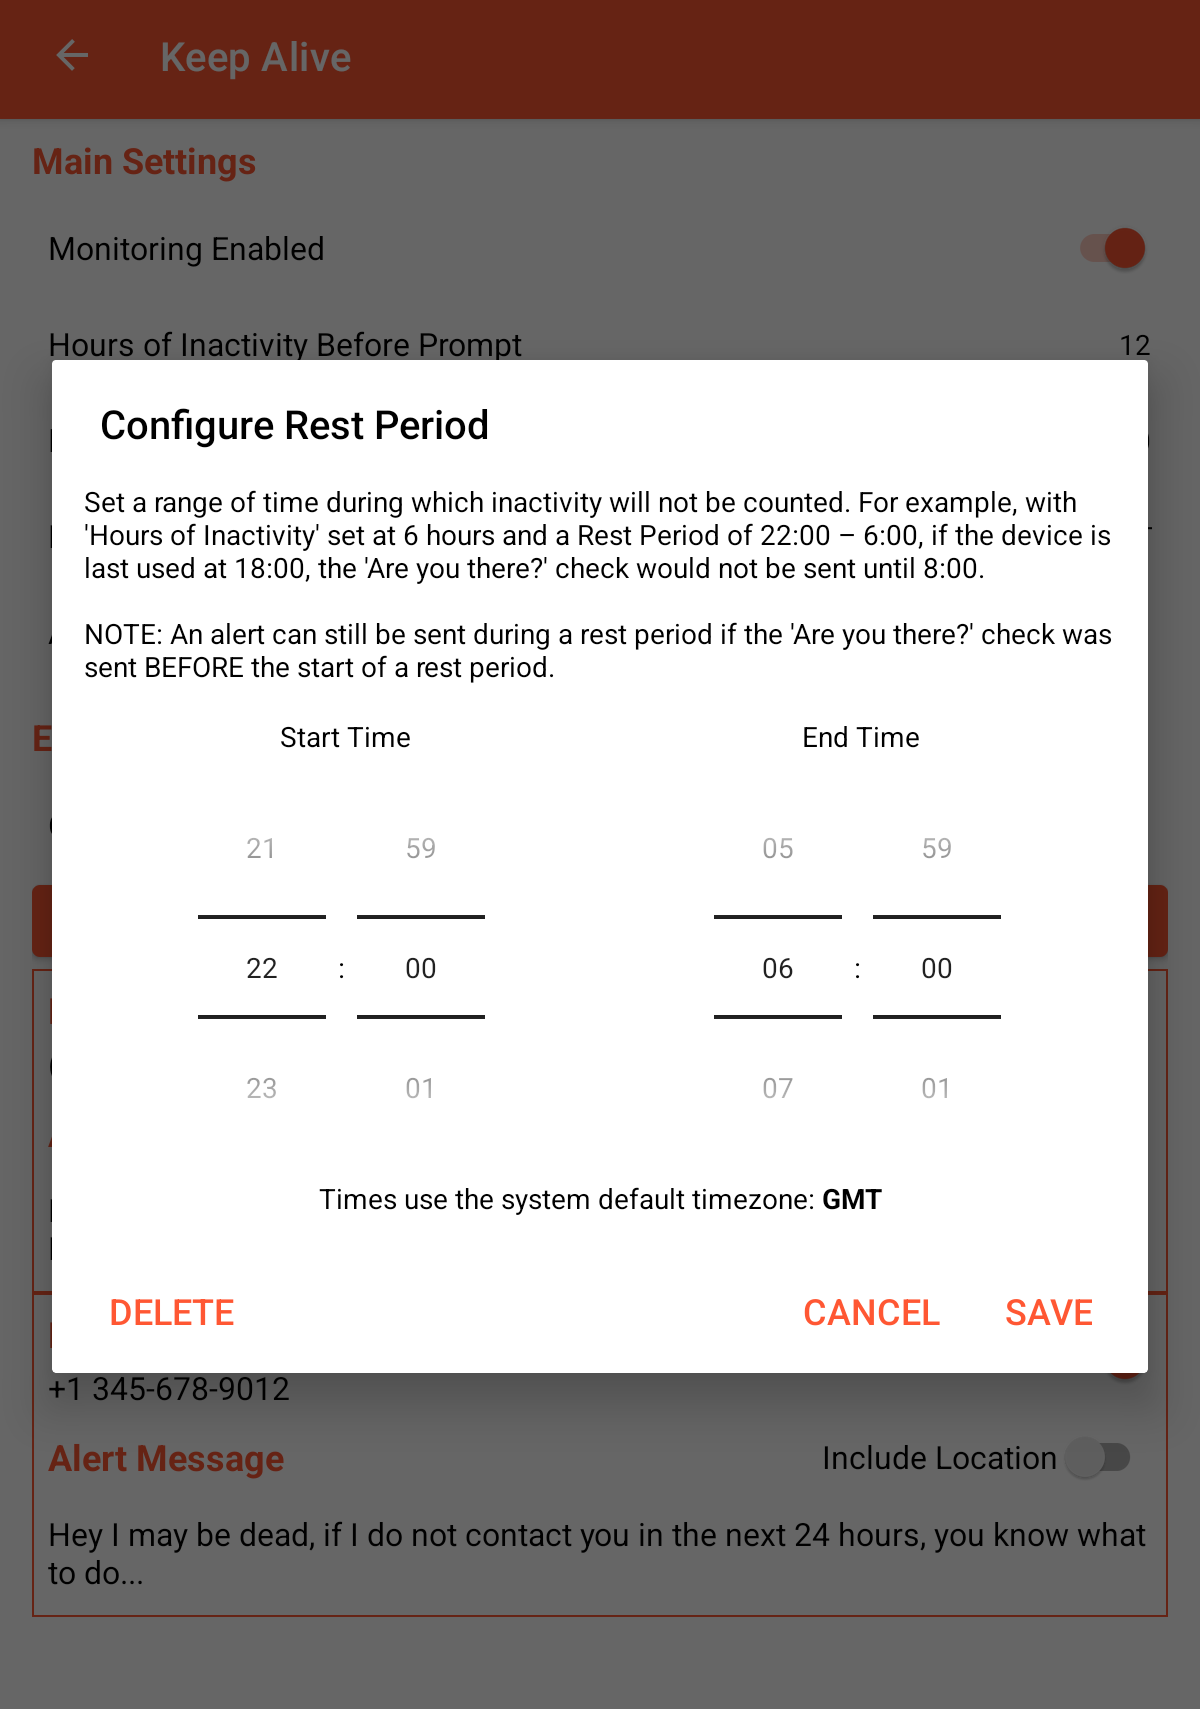 Keep Alive
Main Settings
Monitoring Enabled
Hours of Inactivity Before Prompt 12
Configure Rest Period
Set a range of time during which inactivity will not be counted. For example, with
'Hours of Inactivity' set at 6 hours and a Rest Period of 22:00 – 6:00, if the device is
last used at 18:00, the 'Are you there?' check would not be sent until 8:00.
NOTE: An alert can still be sent during a rest period if the 'Are you there?' check was
sent BEFORE the start of a rest period.
Start Time End Time
21 59 05 59
22 : 00 06 : 00
23 01 07 01
Times use the system default timezone: GMT
DELETE CANCEL SAVE
+1 345-678-9012
Alert Message Include Location
Hey I may be dead, if I do not contact you in the next 24 hours, you know what
to do...